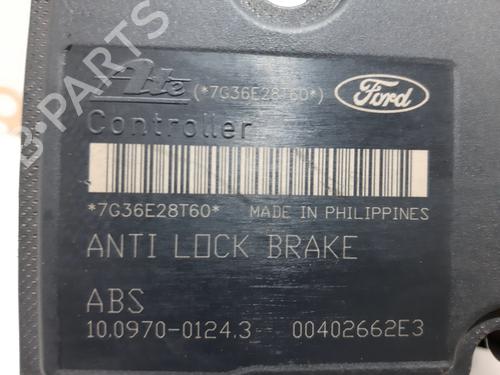 Ate (*7G36E28T60*) Ford
Controller
*7G36E28T60* MADE IN PHILIPPINES
ANTI LOCK BRAKE
ABS
10.0970-0124.3 00402662E3
B-PARTS